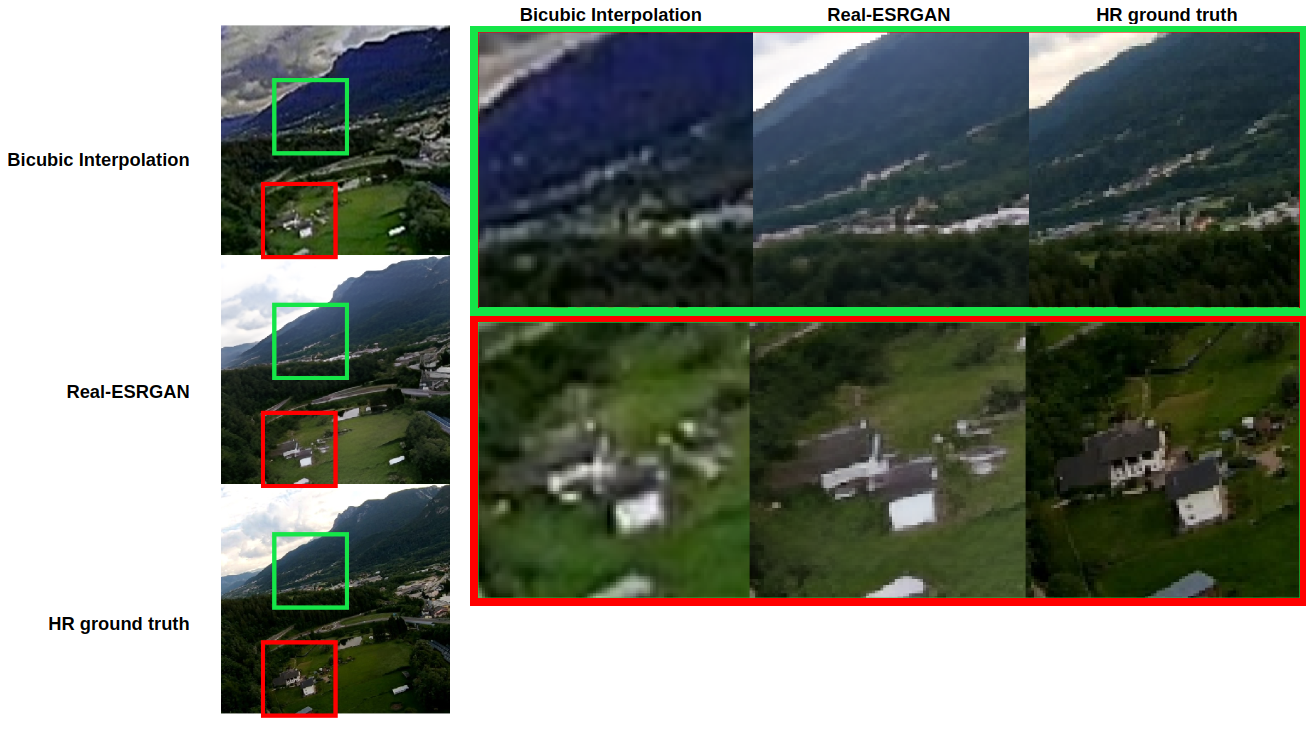 Bicubic Interpolation
Real-ESRGAN
HR ground truth
Bicubic Interpolation
Real-ESRGAN
HR ground truth